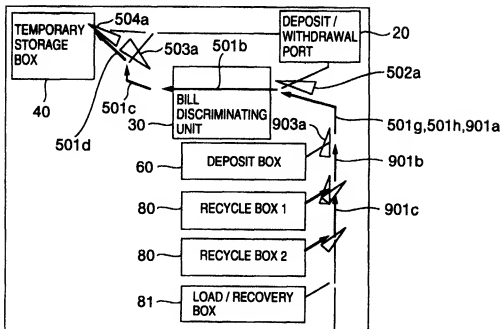 504a
DEPOSIT /
WITHDRAWAL
PORT
20
TEMPORARY
STORAGE
BOX
503a
501b
502a
40
501c
501d
BILL
DISCRIMINATING
UNIT
30
903a
501g,501h,901a
60
DEPOSIT BOX
901b
80
RECYCLE BOX 1
901c
80
RECYCLE BOX 2
81
LOAD / RECOVERY
BOX